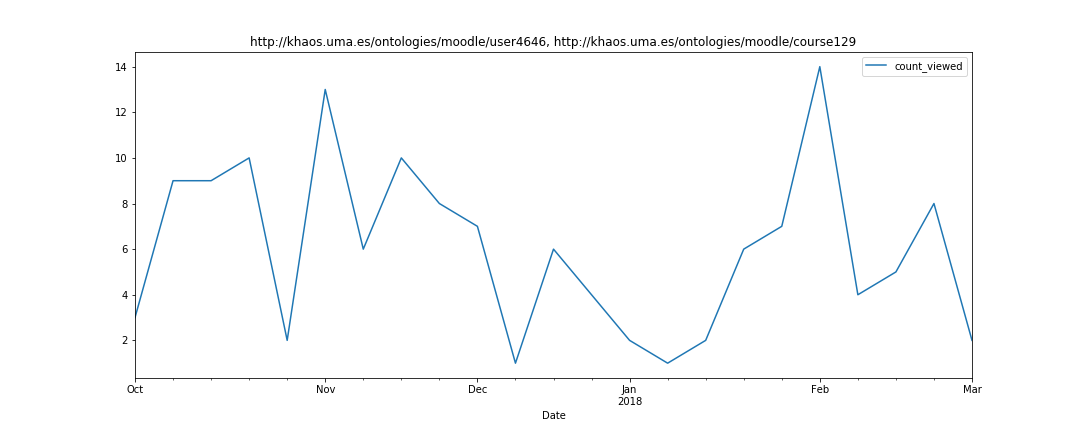 http://khaos.uma.es/ontologies/moodle/user4646, http://khaos.uma.es/ontologies/moodle/course129
count_viewed
14
12
10
8
6
4
2
Oct Nov Dec Jan Feb Mar
2018
Date